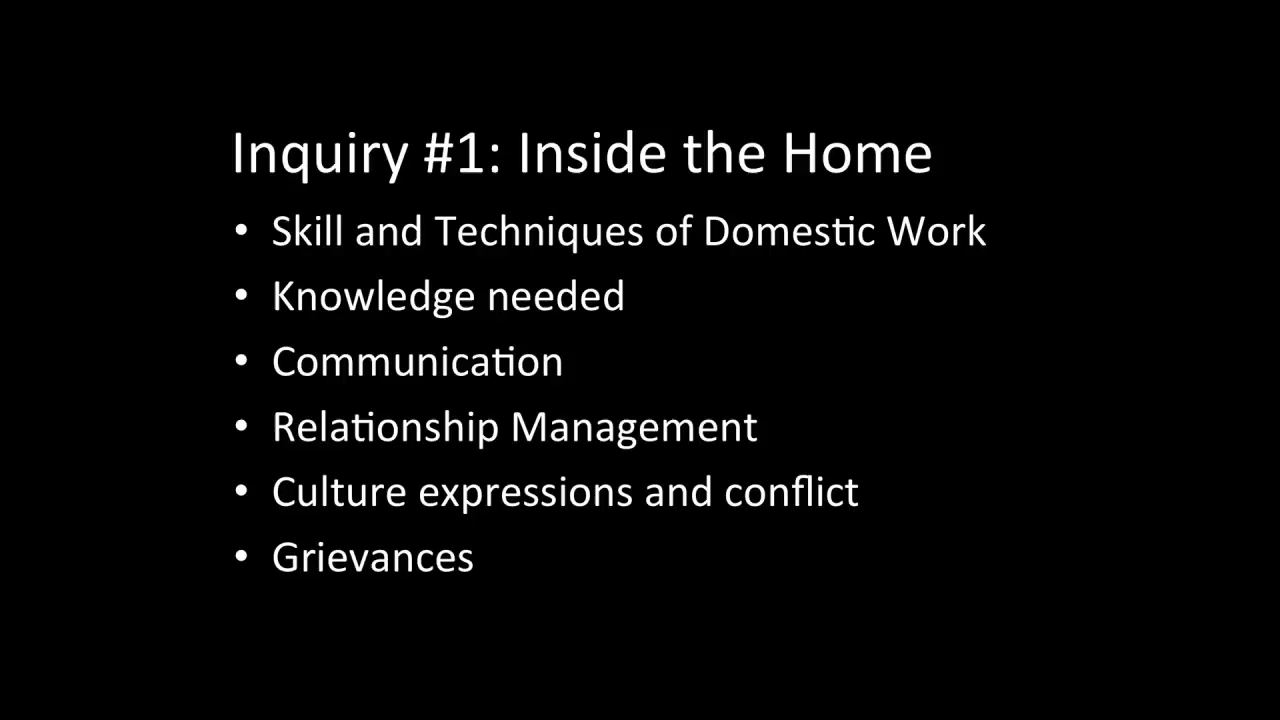 Inquiry #1: Inside the Home
• Skill and Techniques of Domestic Work
• Knowledge needed
• Communication
• Relationship Management
• Culture expressions and conflict
• Grievances